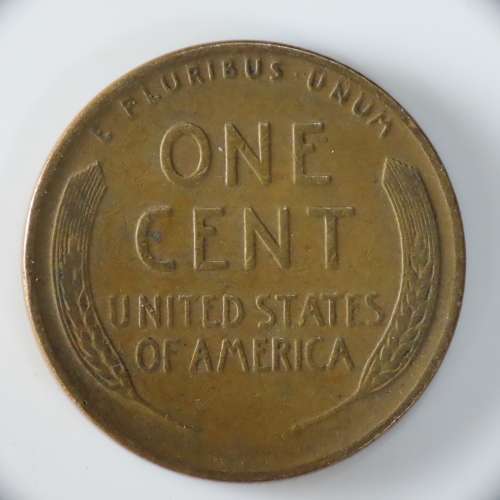 E PLURIBUS UNUM
ONE
CENT
UNITED STATES
OF AMERICA